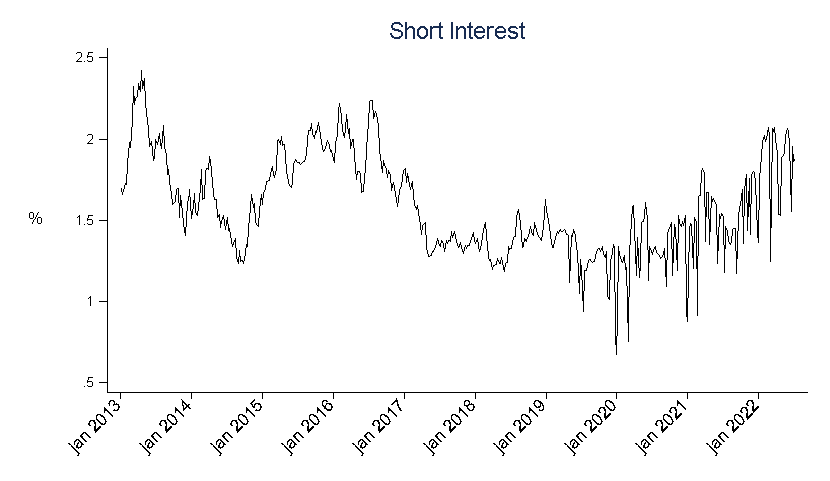 Short Interest
2.5
2
1.5
1
.5
%
Jan 2013
Jan 2014
Jan 2015
Jan 2016
Jan 2017
Jan 2018
Jan 2019
Jan 2020
Jan 2021
Jan 2022